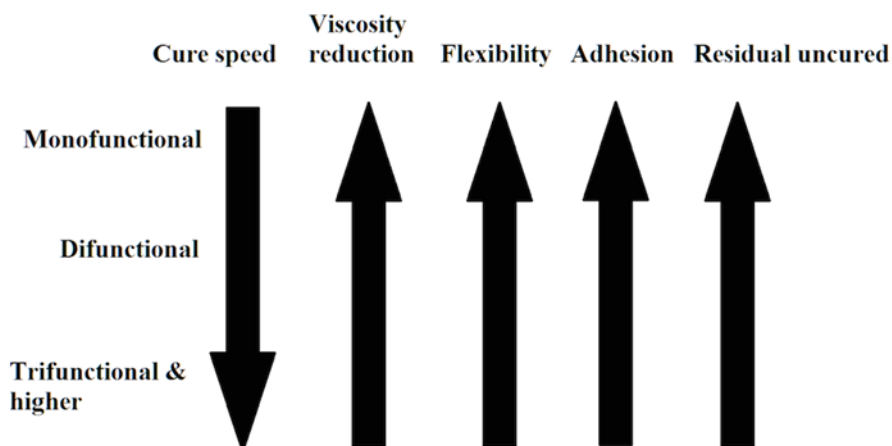 Viscosity
Cure speed reduction Flexibility Adhesion Residual uncured
Monofunctional
Difunctional
Trifunctional &
higher